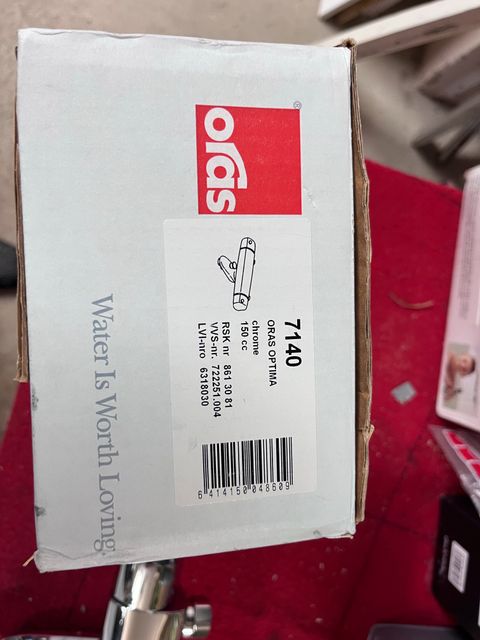 oras®
7140
ORAS OPTIMA
chrome
150 cc
RSK nr 861 30 81
VVS-nr. 722251.004
LVI-nro 6318030
6 414150 048609
Water Is Worth Loving.